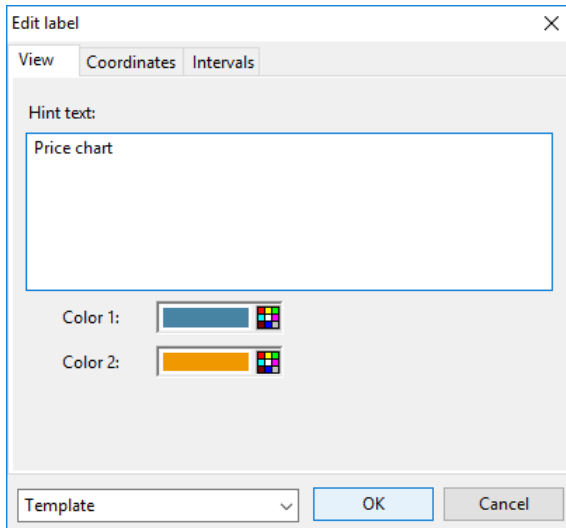 Edit label
View Coordinates Intervals
Hint text:
Price chart
Color 1:
Color 2:
Template OK Cancel